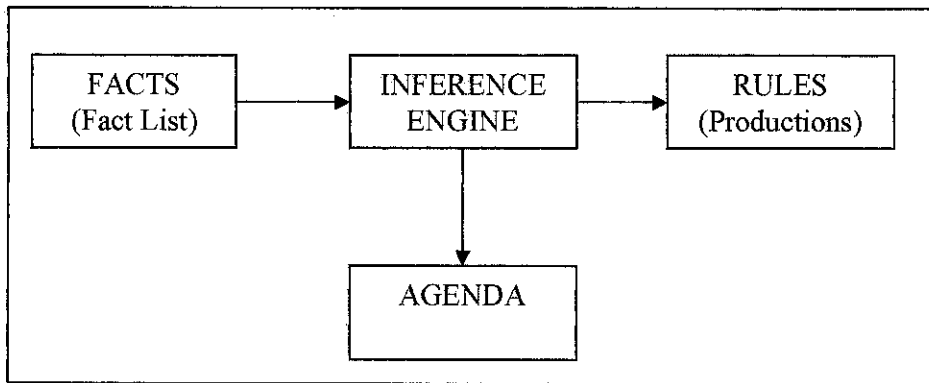 FACTS
(Fact List)
INFERENCE
ENGINE
RULES
(Productions)
AGENDA